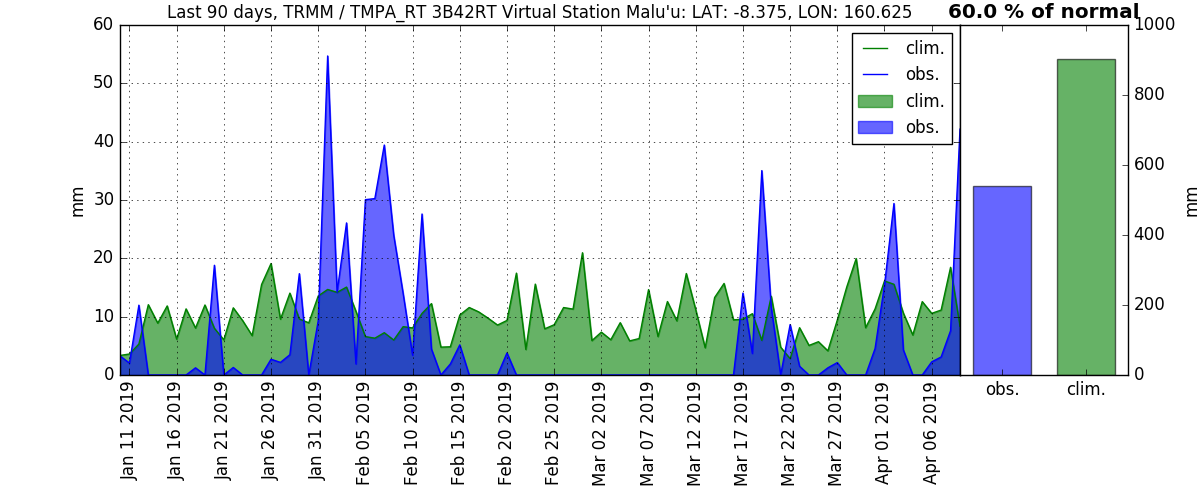 Last 90 days, TRMM / TMPA_RT 3B42RT Virtual Station Malu'u: LAT: -8.375, LON: 160.625
60.0 % of normal
60
50
40
30
20
10
0
mm
clim.
obs.
clim.
obs.
1000
800
600
400
200
0
mm
Jan 11 2019
Jan 16 2019
Jan 21 2019
Jan 26 2019
Jan 31 2019
Feb 05 2019
Feb 10 2019
Feb 15 2019
Feb 20 2019
Feb 25 2019
Mar 02 2019
Mar 07 2019
Mar 12 2019
Mar 17 2019
Mar 22 2019
Mar 27 2019
Apr 01 2019
Apr 06 2019
obs.
clim.